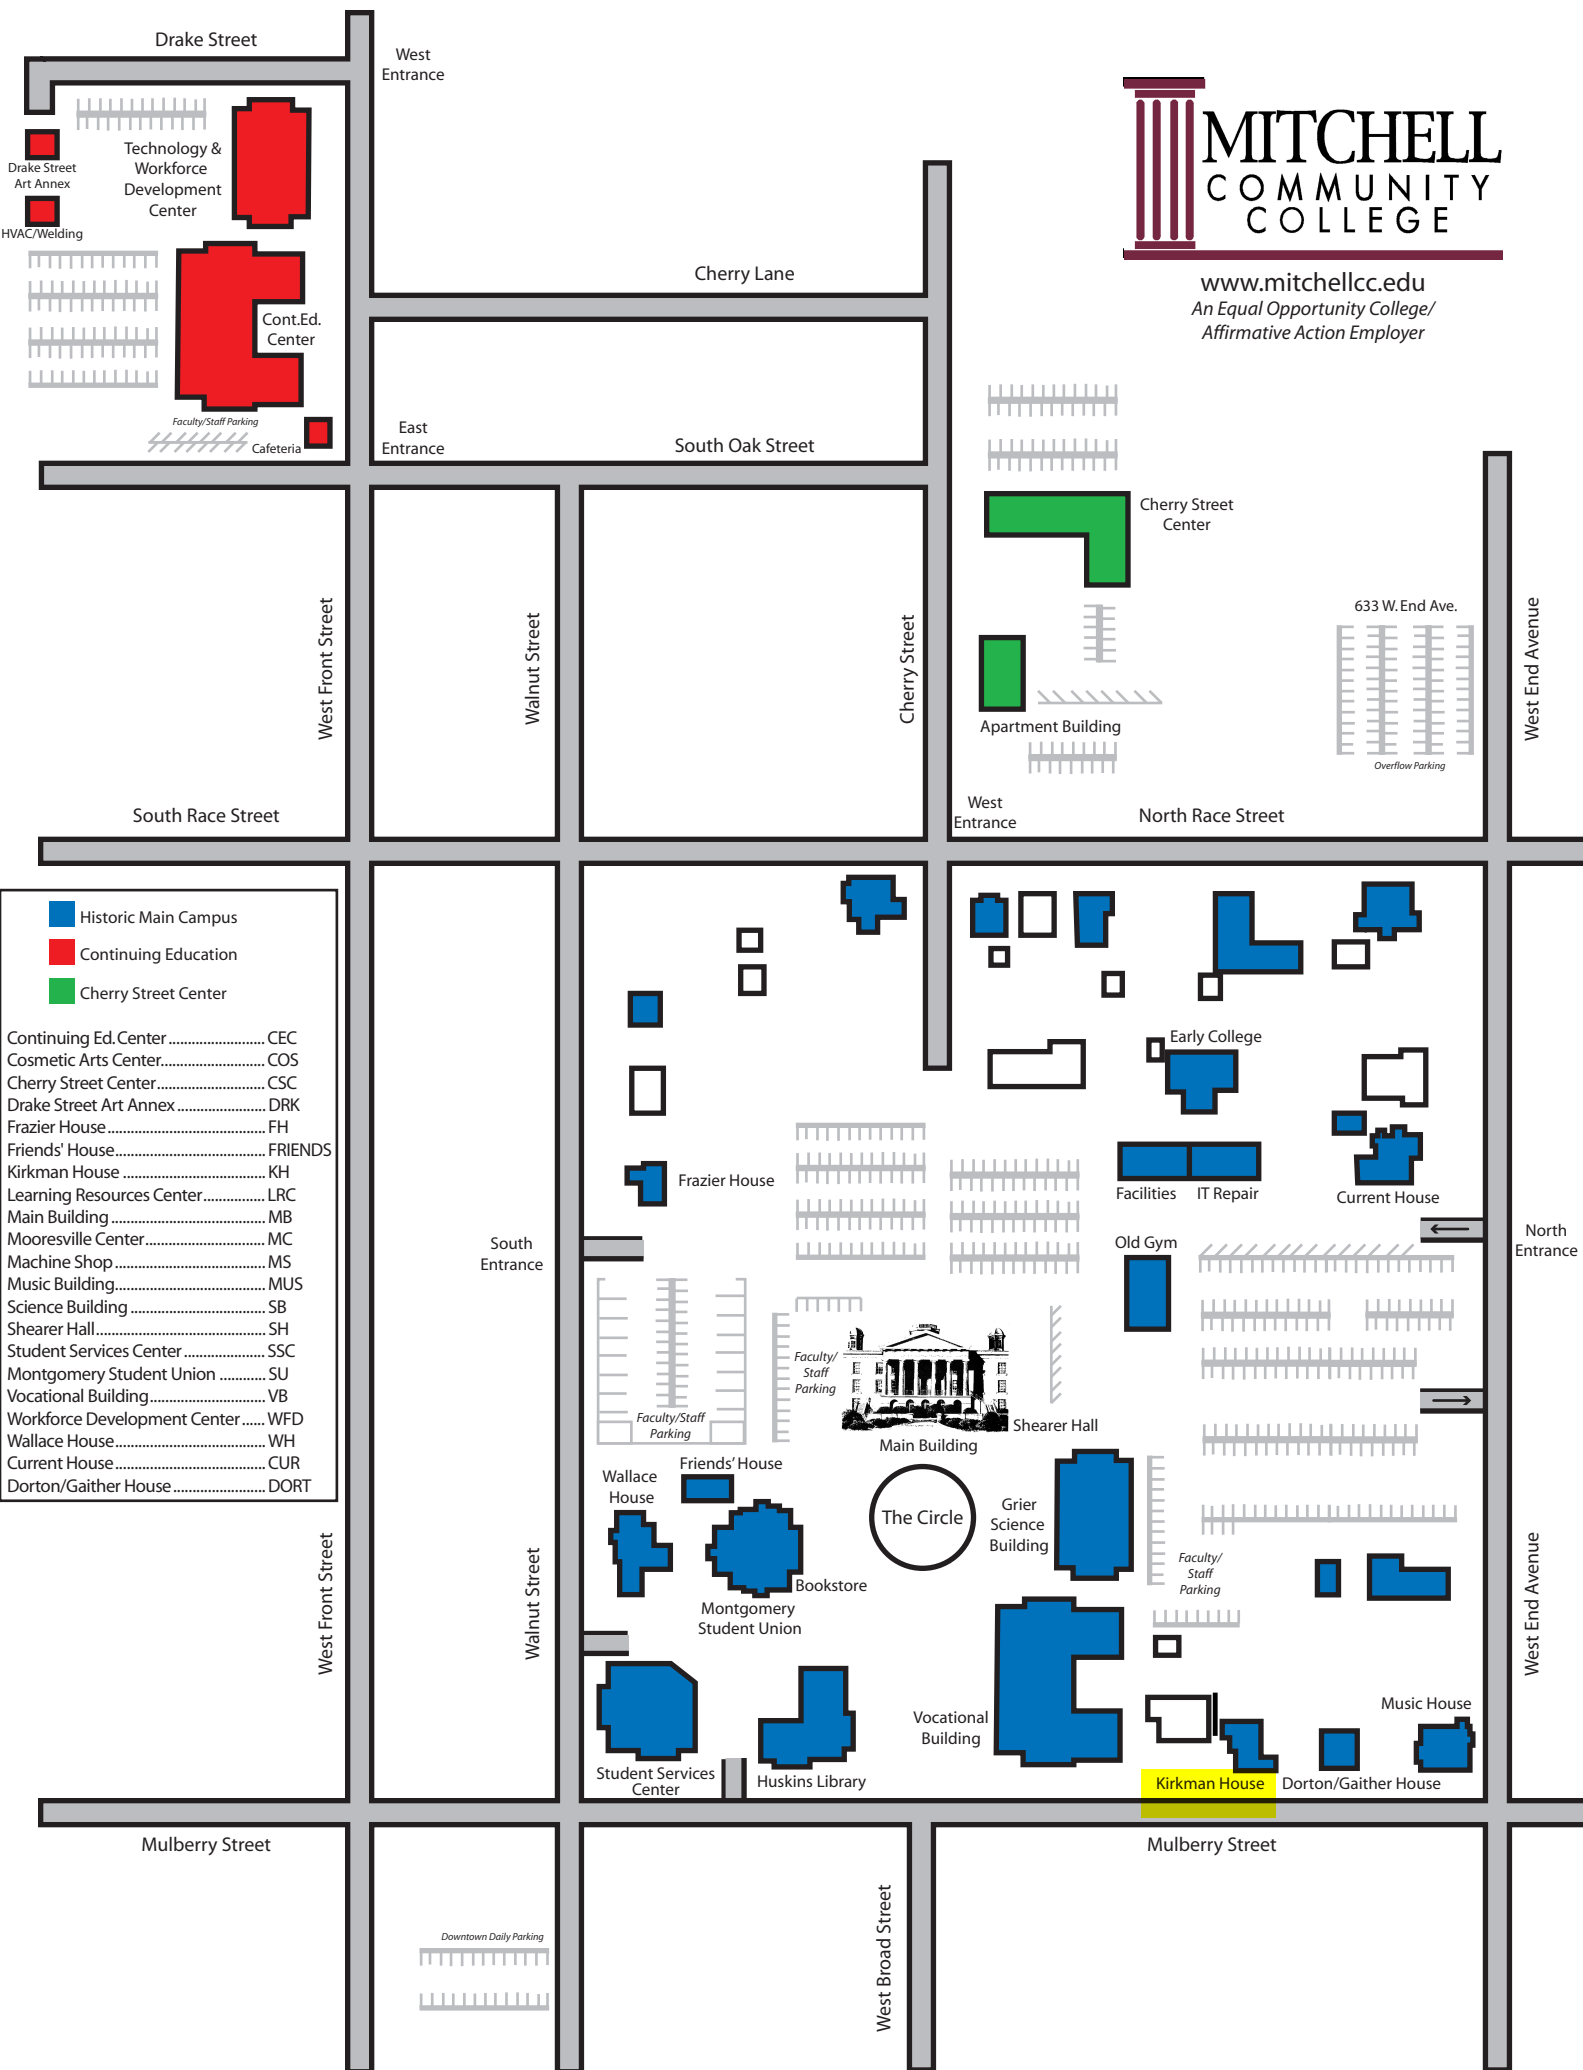 Drake Street
West
Entrance
MITCHELL
COMMUNITY
COLLEGE
www.mitchellcc.edu
An Equal Opportunity College/
Affirmative Action Employer
Technology &
Workforce
Development
Center
Drake Street
Art Annex
HVAC/Welding
Cherry Lane
Cont.Ed.
Center
Faculty/Staff Parking
Cafeteria
East
Entrance
South Oak Street
Cherry Street
Center
West Front Street
Walnut Street
Cherry Street
633 W. End Ave.
West End Avenue
Apartment Building
Overflow Parking
South Race Street
West
Entrance
North Race Street
Historic Main Campus
Continuing Education
Cherry Street Center
Continuing Ed. Center ......................... CEC
Cosmetic Arts Center........................... COS
Cherry Street Center............................ CSC
Drake Street Art Annex ....................... DRK
Frazier House ......................................... FH
Friends' House....................................... FRIENDS
Kirkman House ..................................... KH
Learning Resources Center................ LRC
Main Building ........................................ MB
Mooresville Center............................... MC
Machine Shop ....................................... MS
Music Building....................................... MUS
Science Building ................................... SB
Shearer Hall............................................ SH
Student Services Center ..................... SSC
Montgomery Student Union ............ SU
Vocational Building.............................. VB
Workforce Development Center ...... WFD
Wallace House....................................... WH
Current House ....................................... CUR
Dorton/Gaither House ........................ DORT
Early College
Frazier House
Facilities
IT Repair
Current House
South
Entrance
Old Gym
North
Entrance
Faculty/
Staff
Parking
Faculty/Staff
Parking
Main Building
Shearer Hall
Friends' House
Wallace
House
The Circle
Grier
Science
Building
Faculty/
Staff
Parking
Bookstore
Montgomery
Student Union
West Front Street
Walnut Street
West End Avenue
Vocational
Building
Music House
Student Services
Center
Huskins Library
Kirkman House
Dorton/Gaither House
Mulberry Street
Mulberry Street
Downtown Daily Parking
West Broad Street